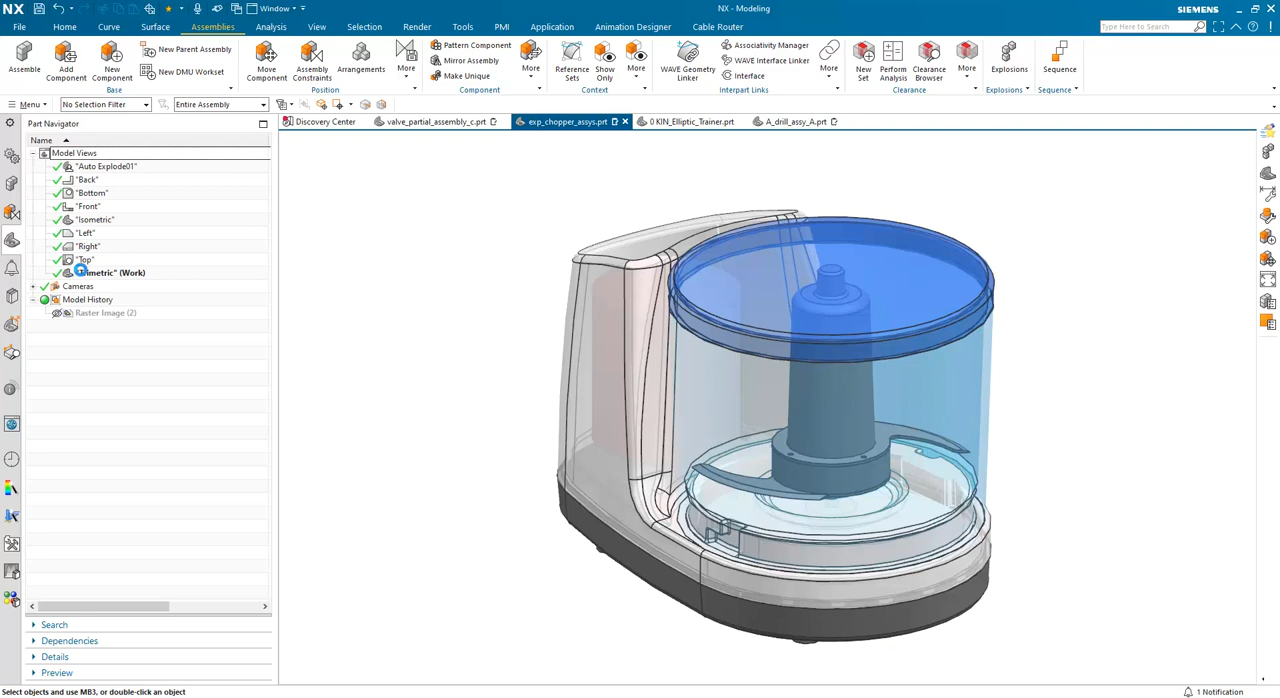 NX
Window
NX - Modeling
SIEMENS
File Home Curve Surface Assemblies Analysis View Selection Render Tools PMI Application Animation Designer Cable Router
Type Here to Search
Assemble
Add Component
New Component
New Parent Assembly
New DMU Workset
Base
Move Component
Assembly Constraints
Arrangements
More
Position
Pattern Component
Mirror Assembly
Make Unique
More
Component
Reference Sets
Show Only
More
Context
WAVE Geometry Linker
Associativity Manager
WAVE Interface Linker
Interface
More
Interpart Links
New Set
Perform Analysis
Clearance Browser
More
Clearance
Explosions
Explosions
Sequence
Sequence
Menu
No Selection Filter
Entire Assembly
Part Navigator
Discovery Center
valve_partial_assembly_c.prt
exp_chopper_assys.prt
0 KIN_Elliptic_Trainer.prt
A_drill_assy_A.prt
Name
Model Views
"Auto Explode01"
"Back"
"Bottom"
"Front"
"Isometric"
"Left"
"Right"
"Top"
(Work)
Cameras
Model History
Raster Image (2)
Search
Dependencies
Details
Preview
Select objects and use MB3, or double-click an object
1 Notification